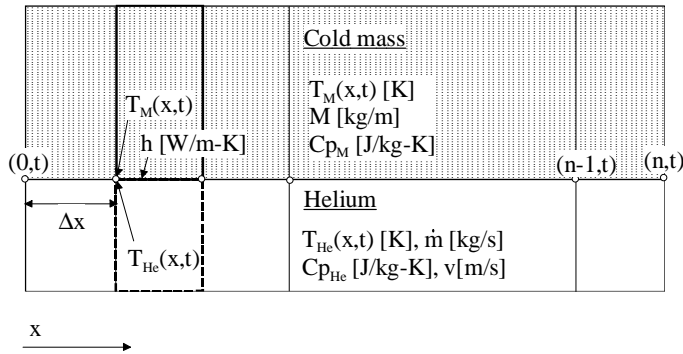 Cold mass
T_M(x,t) [K]
M [kg/m]
Cp_M [J/kg-K]
T_M(x,t)
h [W/m-K]
(0,t)
(n-1,t)
(n,t)
Helium
Δx
T_He(x,t)
T_He(x,t) [K], ṁ [kg/s]
Cp_He [J/kg-K], v[m/s]
x